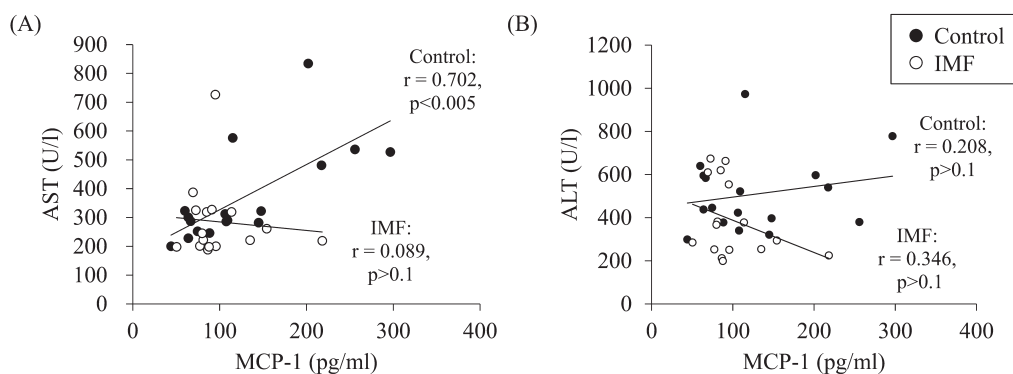 (A)
900
800
700
600
500
400
300
200
100
0
AST (U/l)
0
100
200
300
400
MCP-1 (pg/ml)
Control:
r = 0.702,
p<0.005
IMF:
r = 0.089,
p>0.1
(B)
1200
1000
800
600
400
200
0
ALT (U/l)
0
100
200
300
400
MCP-1 (pg/ml)
Control
IMF
Control:
r = 0.208,
p>0.1
IMF:
r = 0.346,
p>0.1